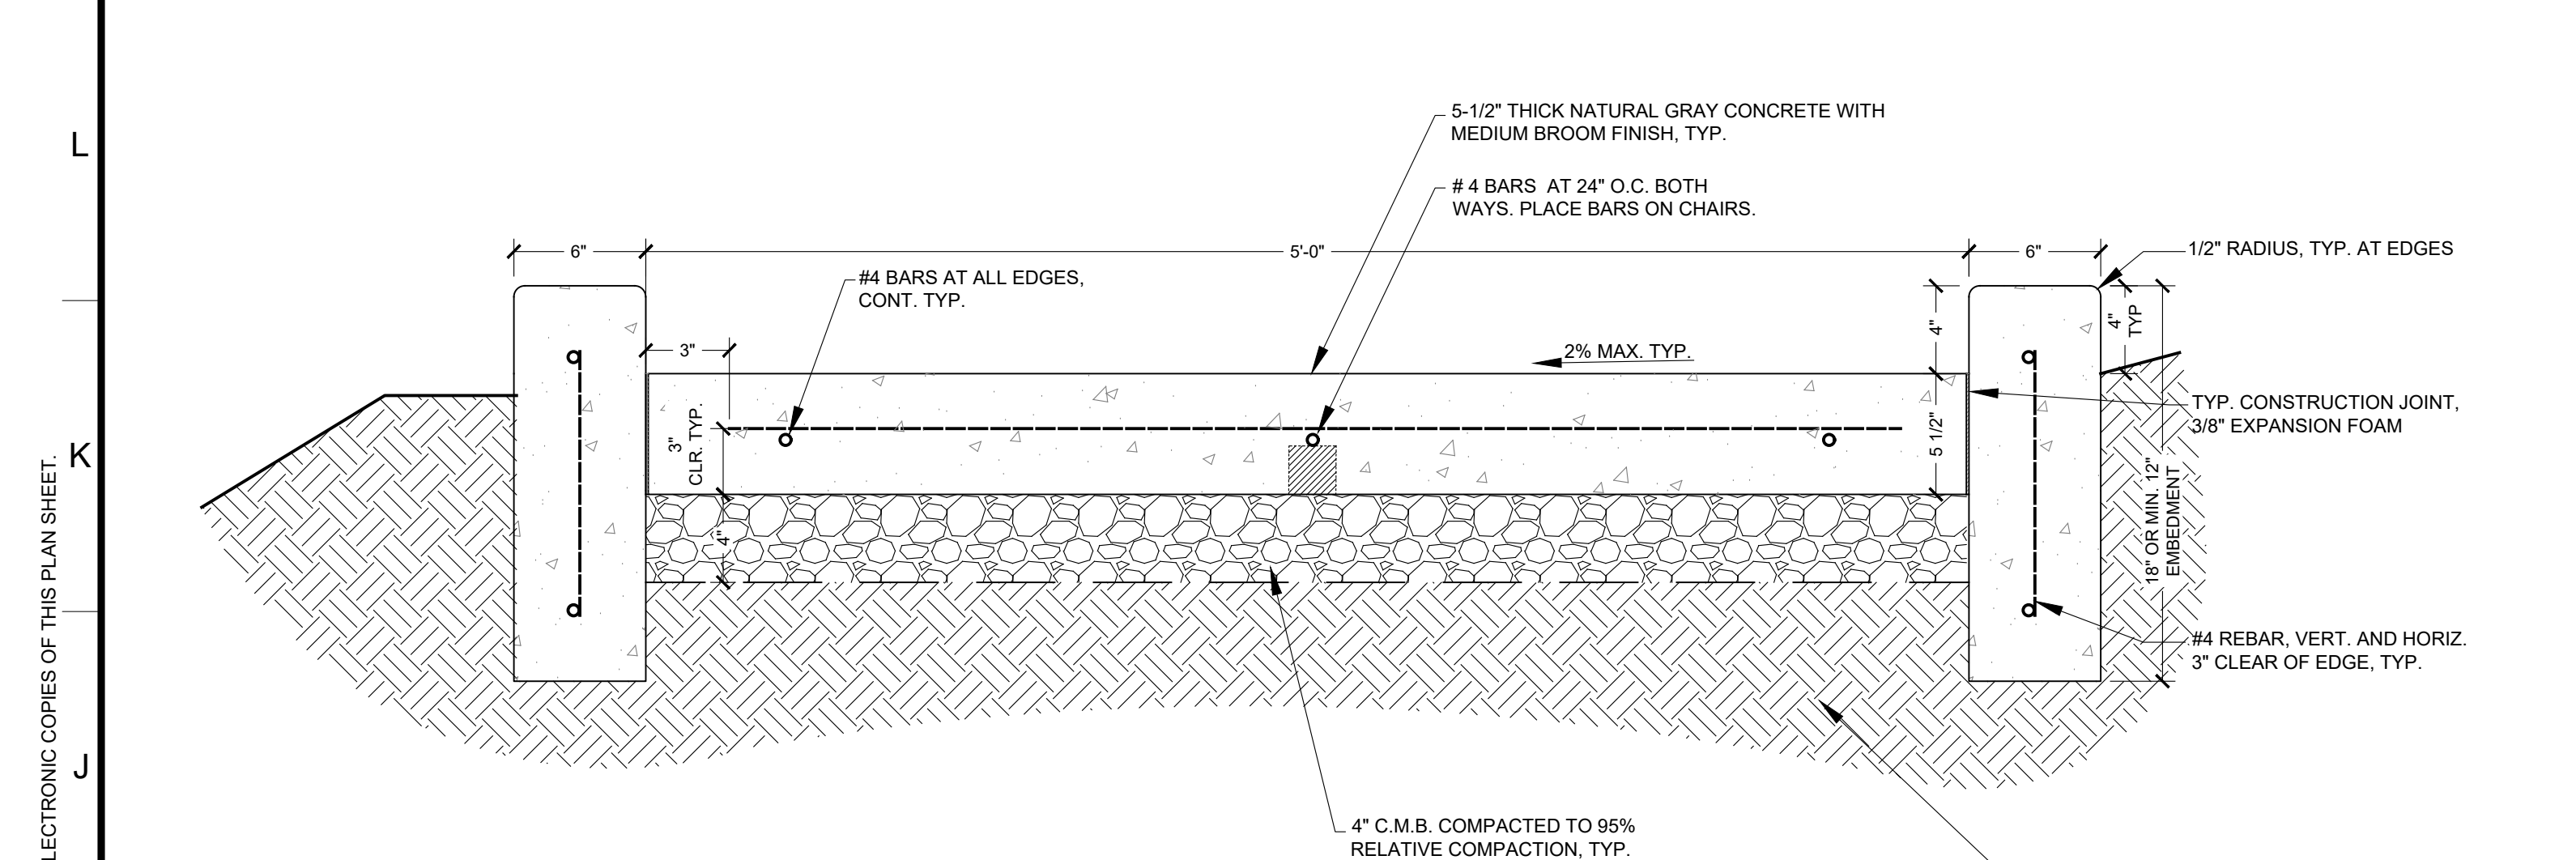 5-1/2" THICK NATURAL GRAY CONCRETE WITH
MEDIUM BROOM FINISH, TYP.
# 4 BARS AT 24" O.C. BOTH
WAYS. PLACE BARS ON CHAIRS.
6"
5'-0"
6"
1/2" RADIUS, TYP. AT EDGES
#4 BARS AT ALL EDGES,
CONT. TYP.
3"
2% MAX. TYP.
4"
4"
TYP
3"
CLR. TYP.
5 1/2"
TYP. CONSTRUCTION JOINT,
3/8" EXPANSION FOAM
18" OR MIN. 12"
EMBEDMENT
4"
#4 REBAR, VERT. AND HORIZ.
3" CLEAR OF EDGE, TYP.
4" C.M.B. COMPACTED TO 95%
RELATIVE COMPACTION, TYP.
L
K
J
LECTRONIC COPIES OF THIS PLAN SHEET.